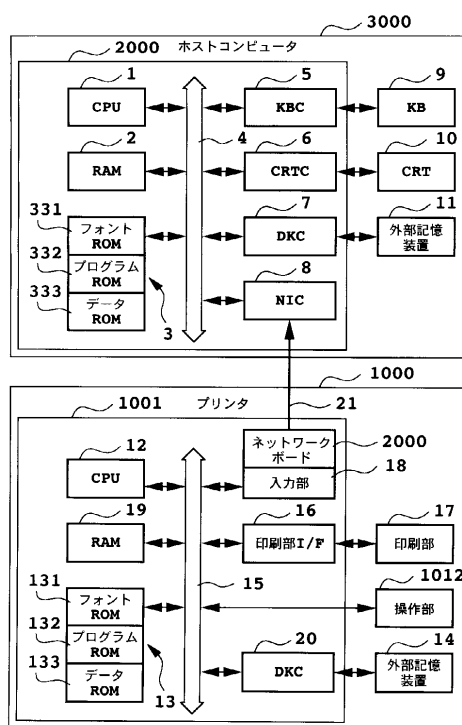 3000
2000 ホストコンピュータ
1 5 9
CPU KBC KB
2 4 6 10
RAM CRTC CRT
331 7 11
フォント
ROM
DKC
外部記憶
装置
332
プログラム
ROM
333 8
データ
ROM
3
NIC
1000
1001 プリンタ 21
ネットワーク
ボード
2000
12 18
CPU 入力部
19 16 17
RAM 印刷部I/F 印刷部
131 15 1012
フォント
ROM
操作部
132
プログラム
ROM
20 14
133
データ
ROM
13
DKC
外部記憶
装置